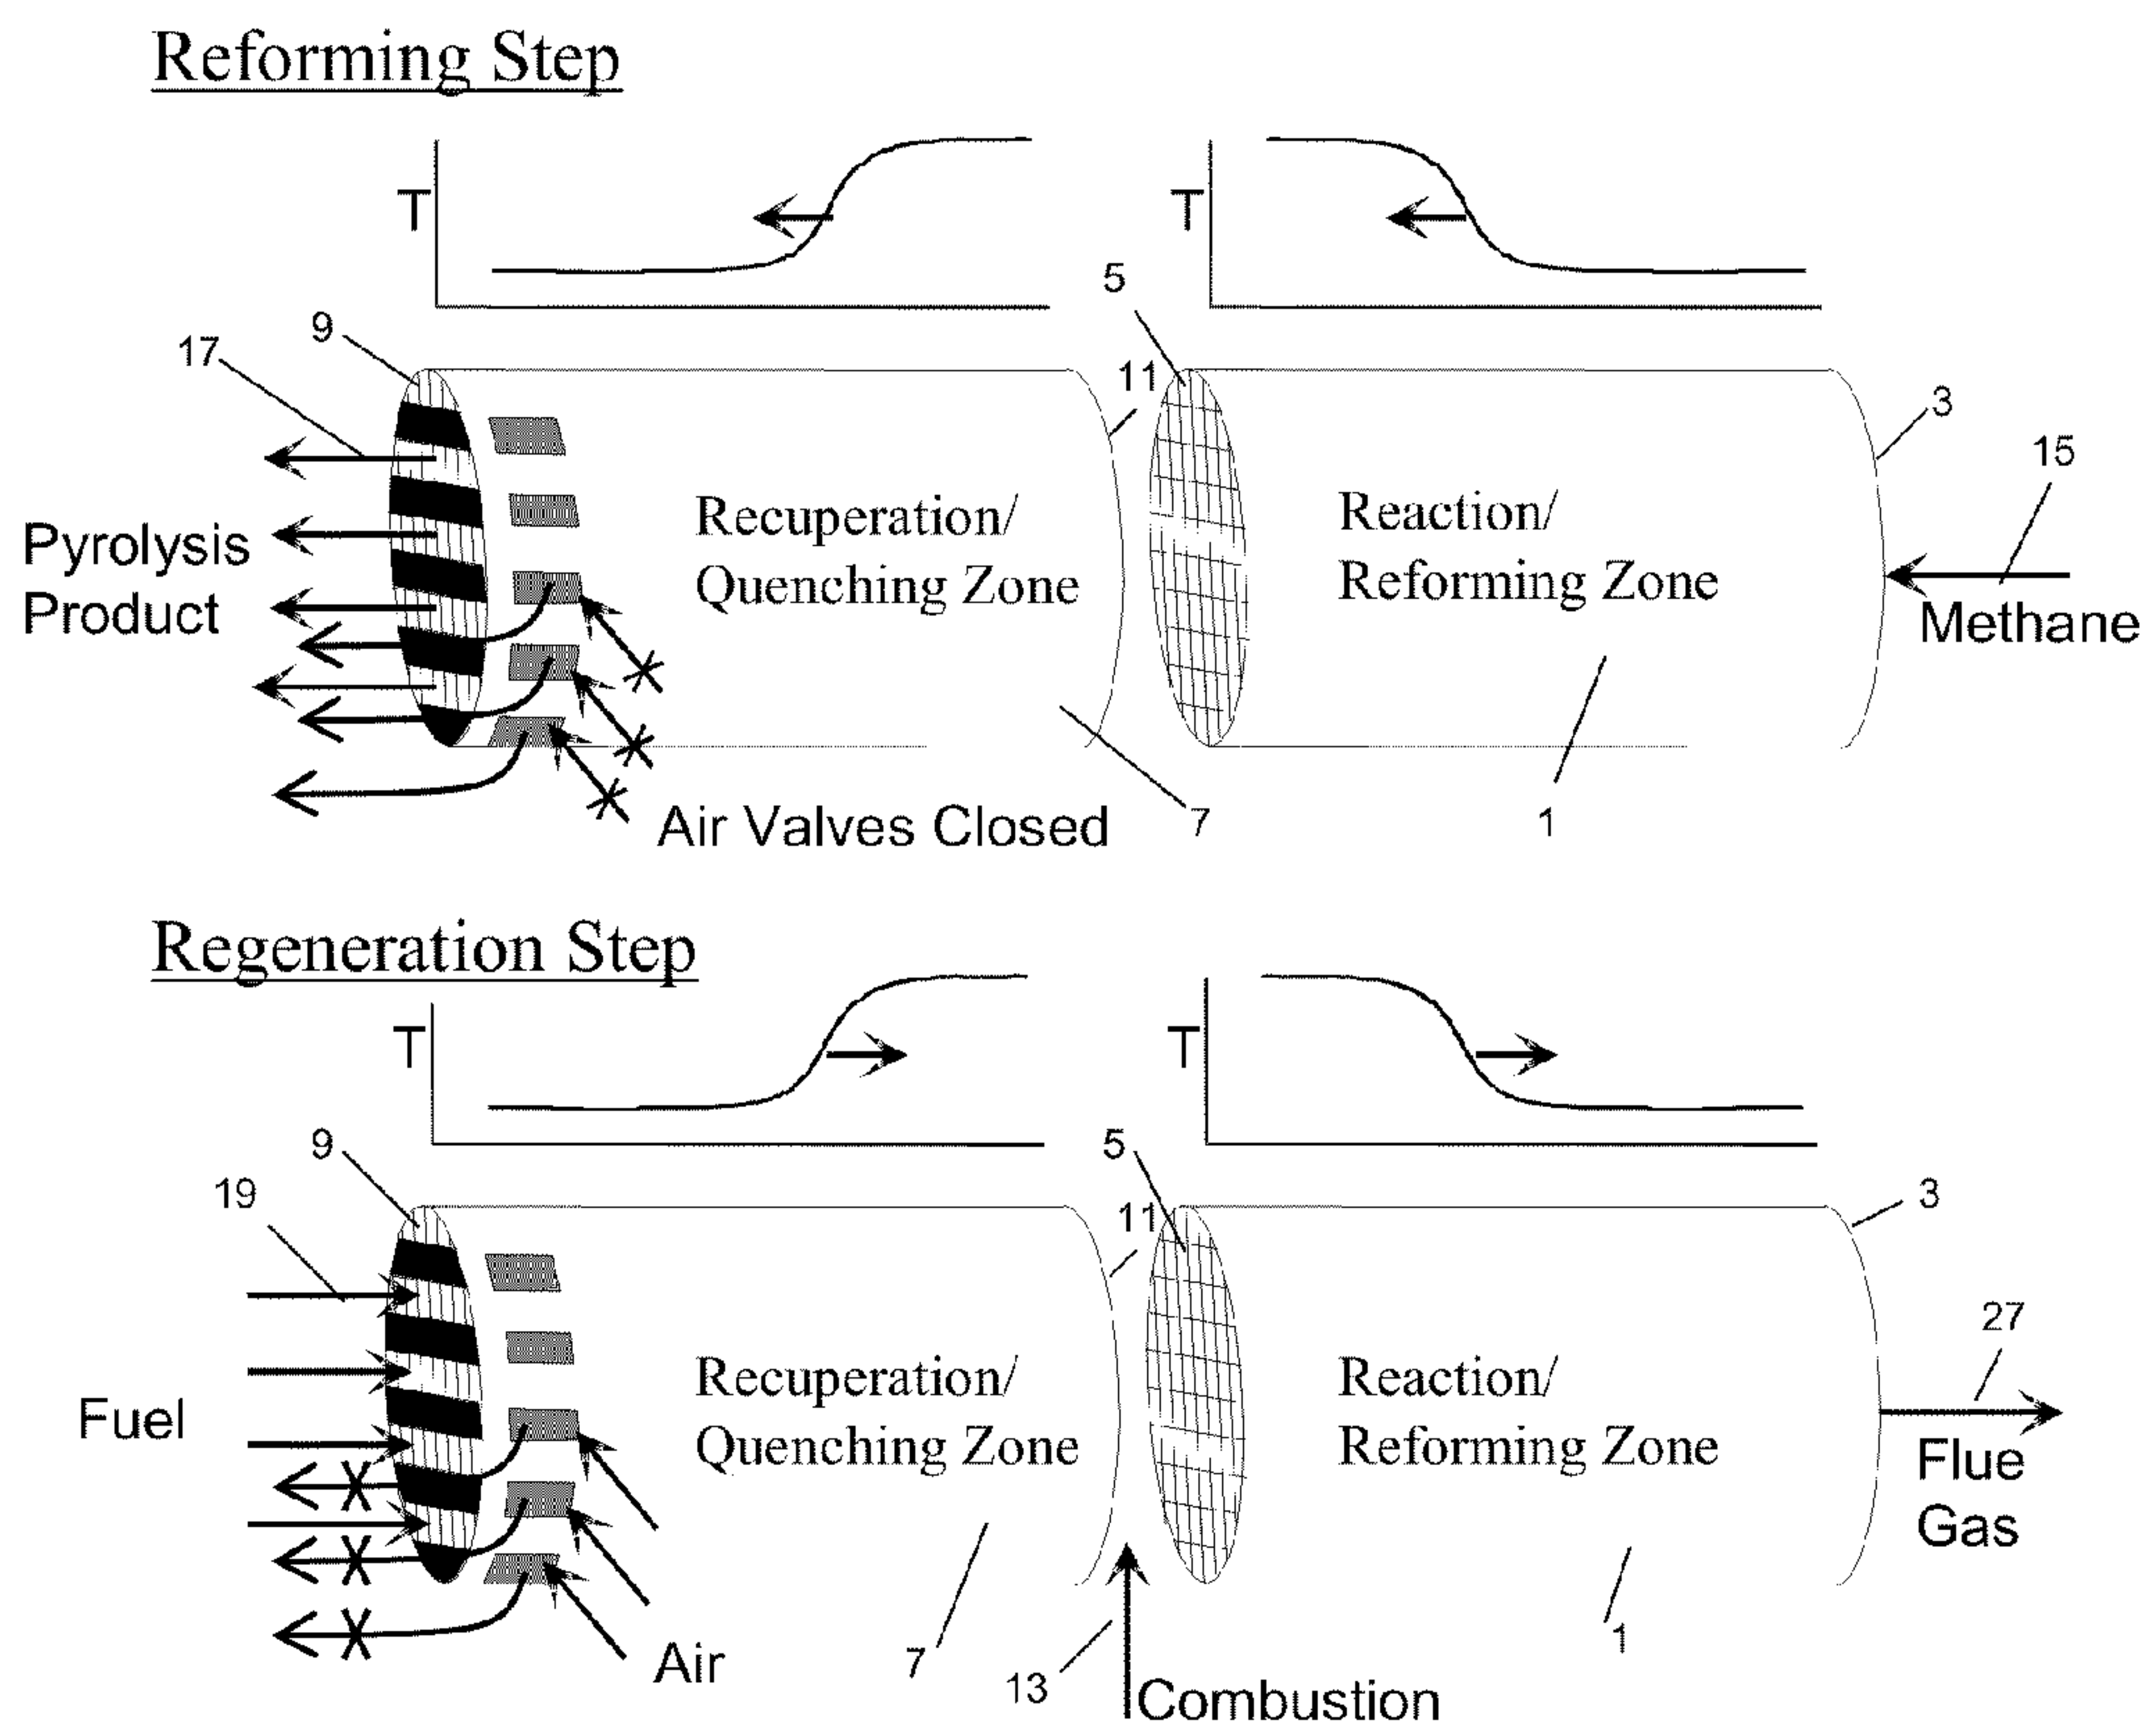 Reforming Step
T
T
5
9
17
11
3
15
Pyrolysis
Product
Recuperation/
Quenching Zone
Reaction/
Reforming Zone
Methane
Air Valves Closed
7
1
Regeneration Step
T
T
9
5
19
11
3
27
Fuel
Recuperation/
Quenching Zone
Reaction/
Reforming Zone
Flue
Gas
Air
7
13
1
Combustion